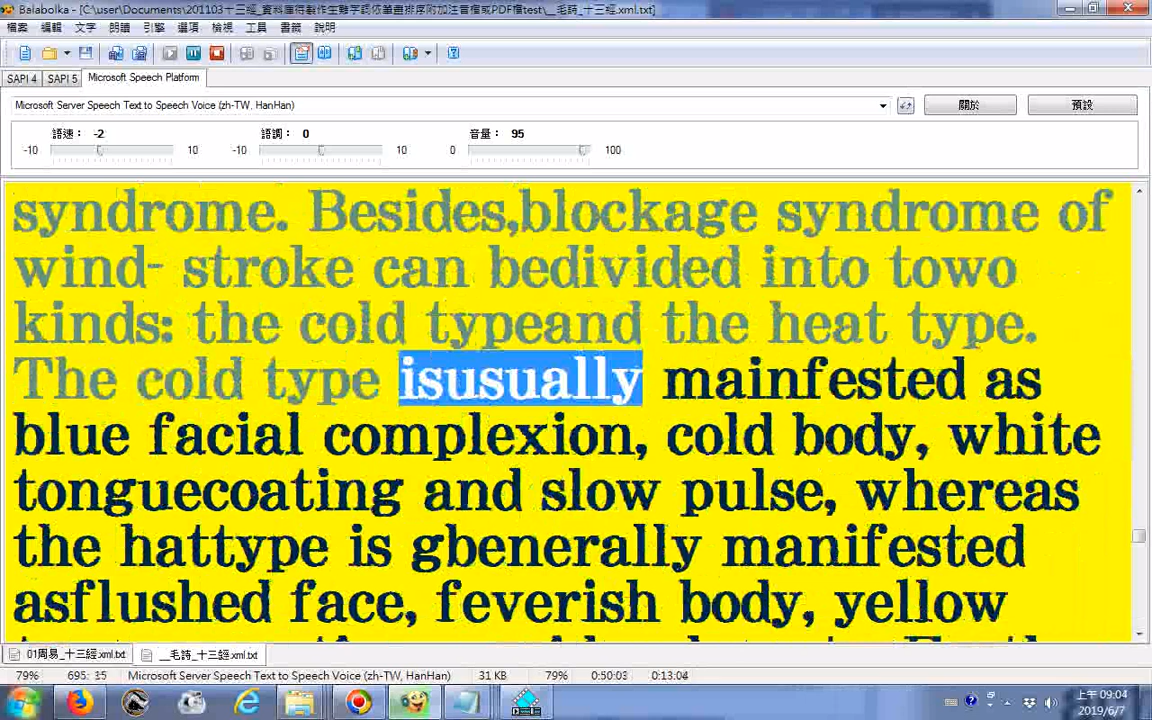 Balabolka - [C:\user\Documents\201103十三經_資料庫待製作生難字詞依筆畫排序附加注音檔或PDF檔test\__毛詩_十三經.xml.txt]
檔案 編輯 文字 朗讀 引擎 選項 檢視 工具 書籤 說明
SAPI 4 SAPI 5 Microsoft Speech Platform
Microsoft Server Speech Text to Speech Voice (zh-TW, HanHan) 關於 預設
語速： -2 語調： 0 音量： 95
-10 10 -10 10 0 100
syndrome. Besides,blockage syndrome of
wind- stroke can bedivided into towo
kinds: the cold typeand the heat type.
The cold type isusually mainfested as
blue facial complexion, cold body, white
tonguecoating and slow pulse, whereas
the hattype is gbenerally manifested
asflushed face, feverish body, yellow
01周易_十三經.xml.txt __毛詩_十三經.xml.txt
79% 695: 35 Microsoft Server Speech Text to Speech Voice (zh-TW, HanHan) 31 KB 79% 0:50:03 0:13:04
上午 09:04
2019/6/7